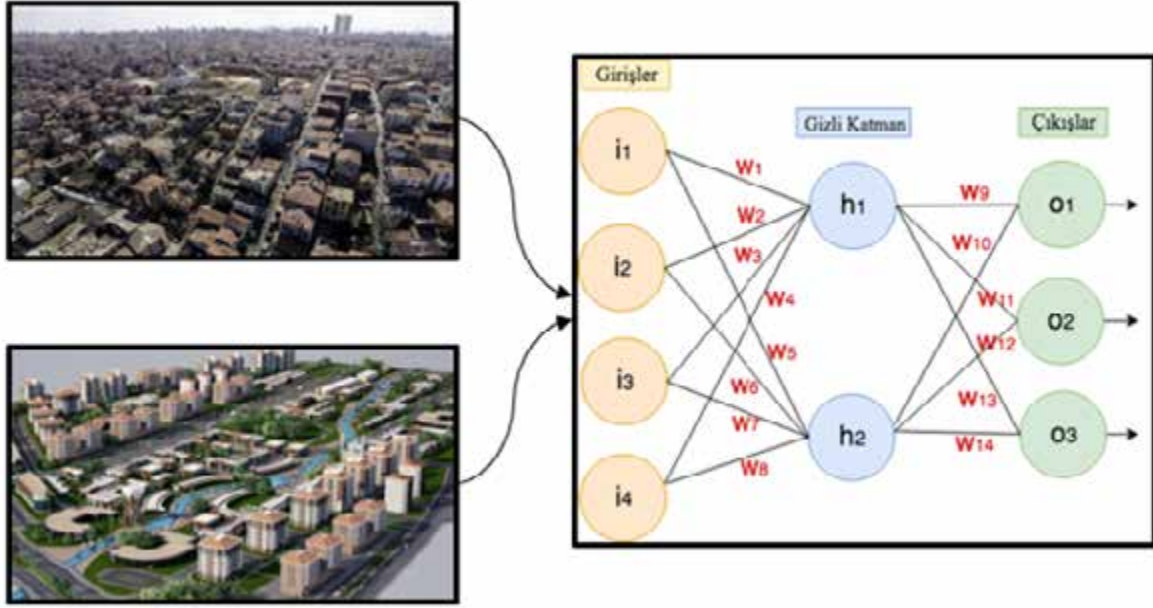 Girişler
Gizli Katman
Çıkışlar
i1
i2
i3
i4
h1
h2
o1
o2
o3
w1
w2
w3
w4
w5
w6
w7
w8
w9
w10
w11
w12
w13
w14